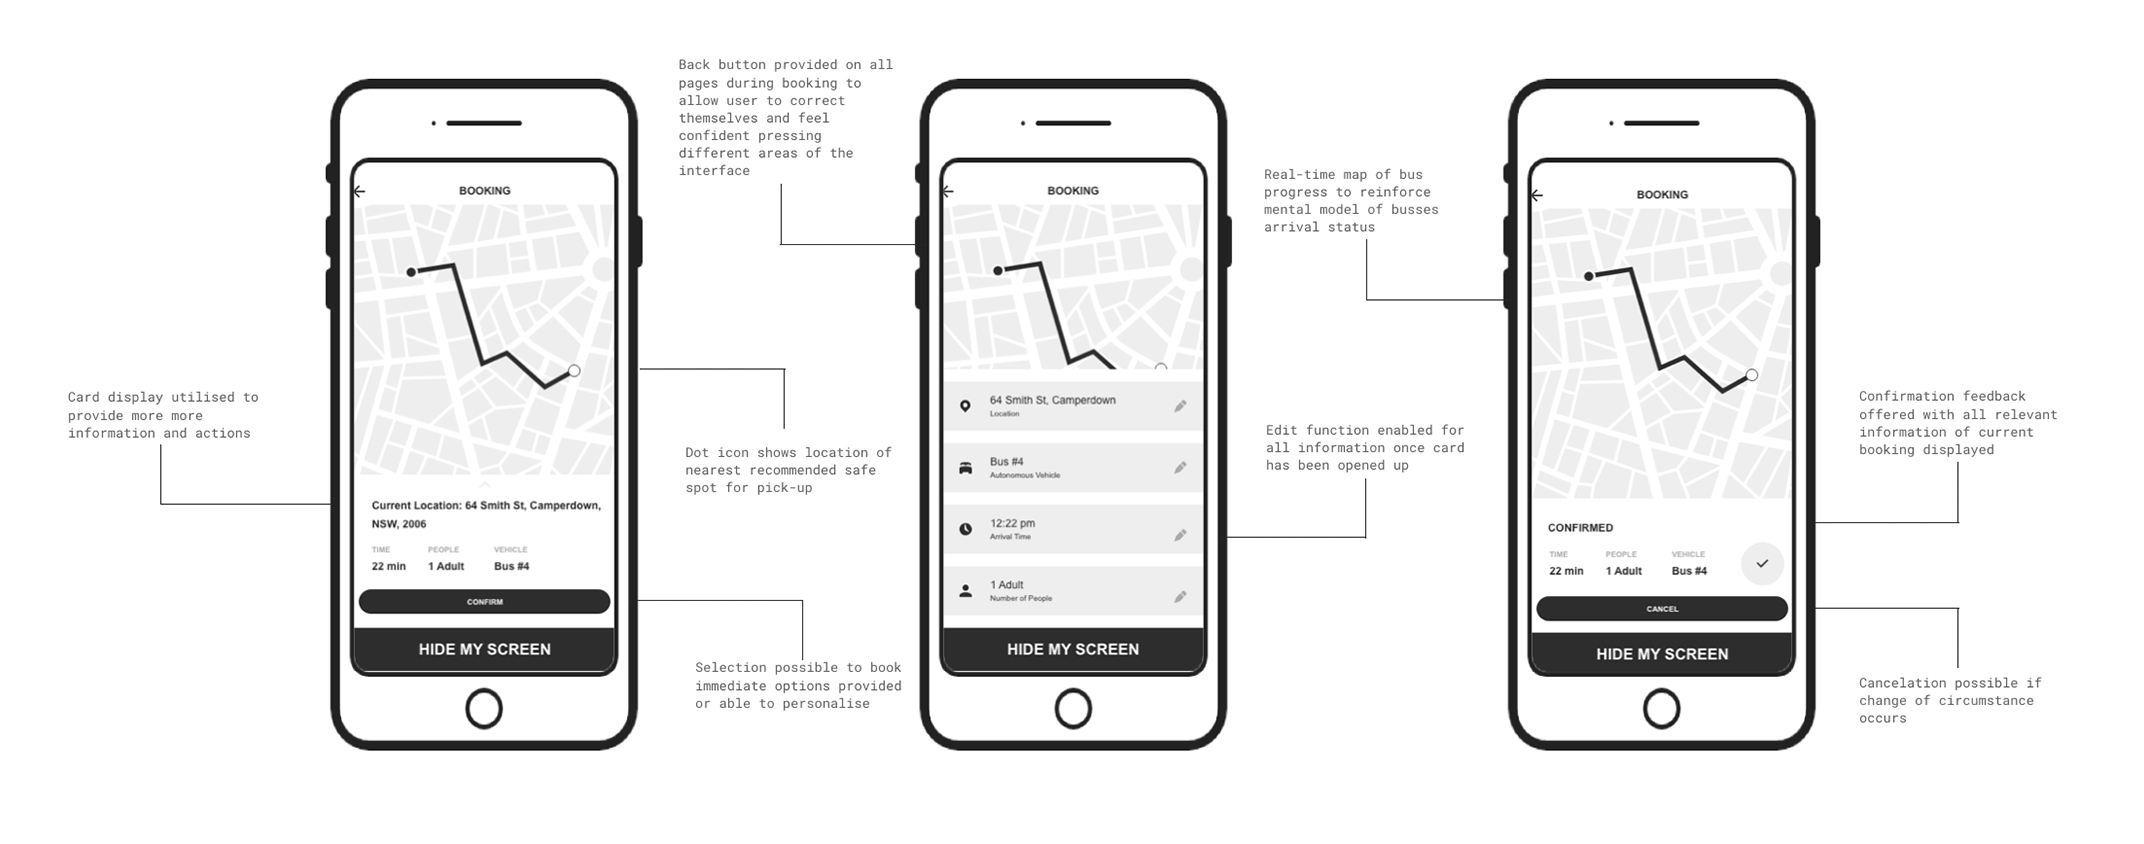 Back button provided on all
pages during booking to
allow user to correct
themselves and feel
confident pressing
different areas of the
interface
Card display utilised to
provide more more
information and actions
BOOKING
Current Location: 64 Smith St, Camperdown,
NSW, 2006
TIME PEOPLE VEHICLE
22 min 1 Adult Bus #4
CONFIRM
HIDE MY SCREEN
Dot icon shows location of
nearest recommended safe
spot for pick-up
Selection possible to book
immediate options provided
or able to personalise
BOOKING
64 Smith St, Camperdown
Location
Bus #4
Autonomous Vehicle
12:22 pm
Arrival Time
1 Adult
Number of People
HIDE MY SCREEN
Real-time map of bus
progress to reinforce
mental model of busses
arrival status
Edit function enabled for
all information once card
has been opened up
BOOKING
CONFIRMED
TIME PEOPLE VEHICLE
22 min 1 Adult Bus #4
CANCEL
HIDE MY SCREEN
Confirmation feedback
offered with all relevant
information of current
booking displayed
Cancelation possible if
change of circumstance
occurs